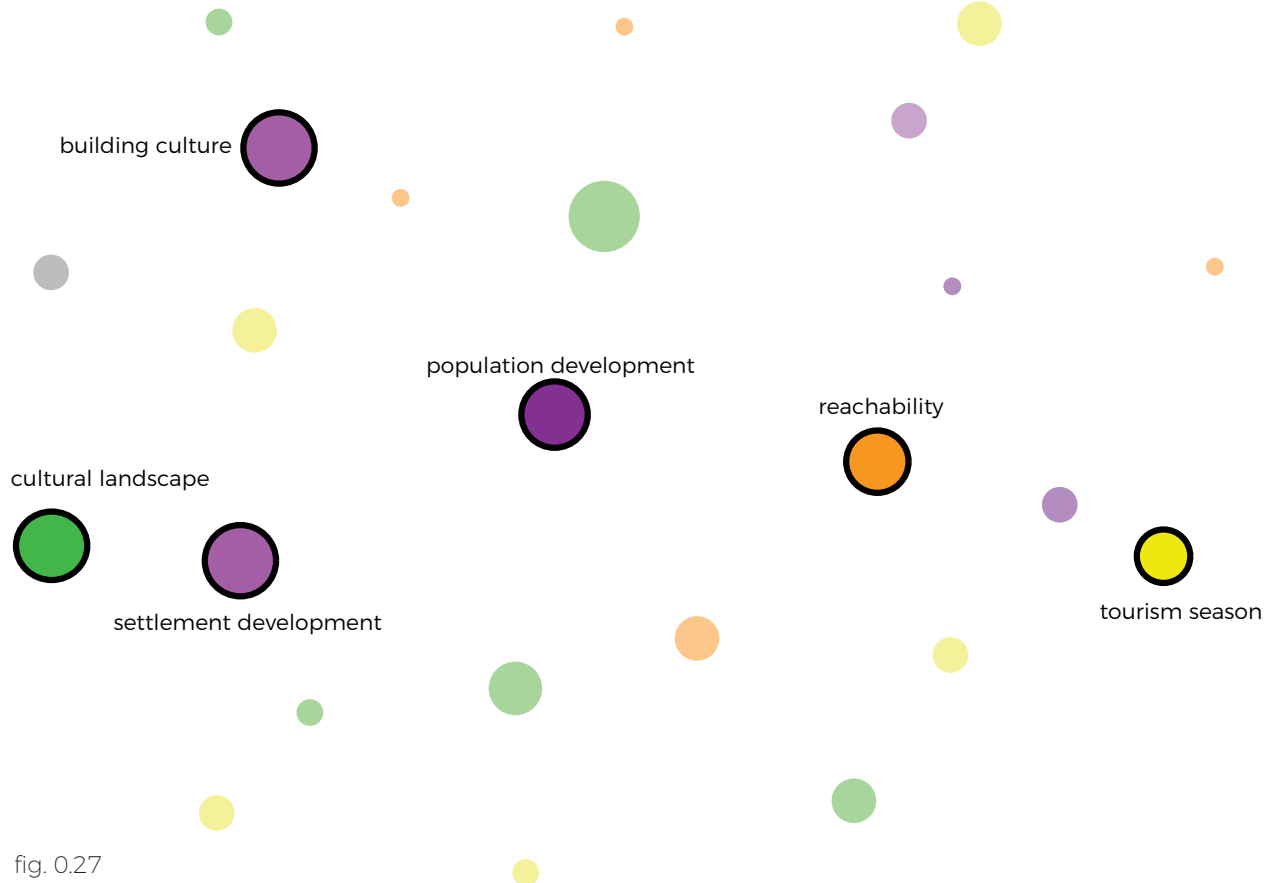 building culture
population development
reachability
cultural landscape
settlement development
tourism season
fig. 0.27